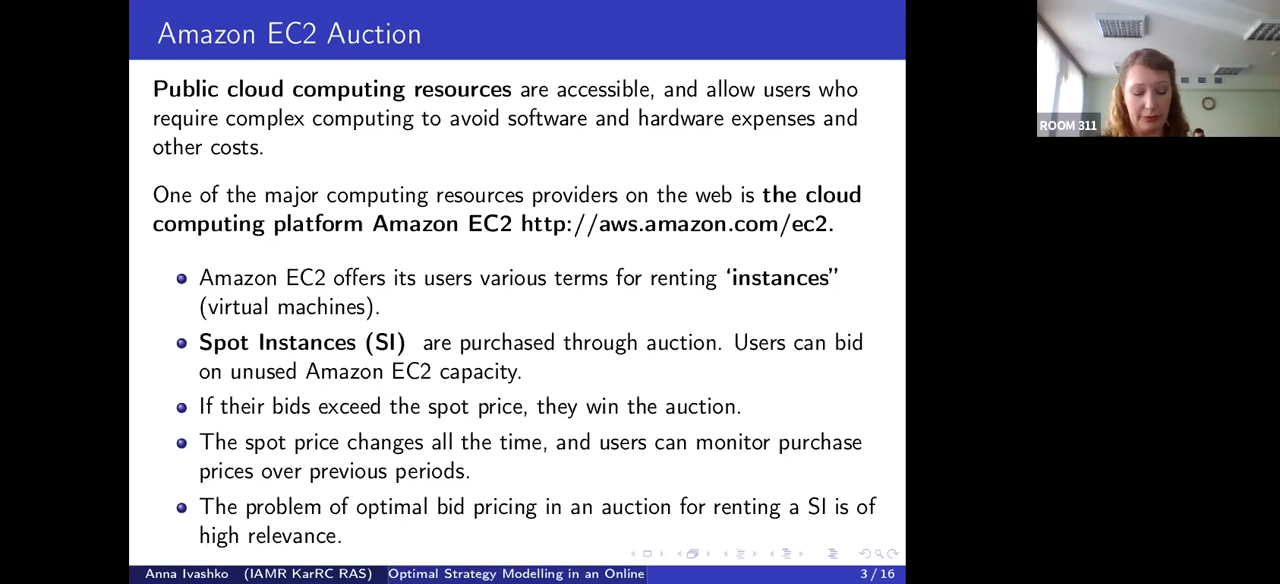 Amazon EC2 Auction
Public cloud computing resources are accessible, and allow users who
require complex computing to avoid software and hardware expenses and
other costs.
One of the major computing resources providers on the web is the cloud
computing platform Amazon EC2 http://aws.amazon.com/ec2.
Amazon EC2 offers its users various terms for renting ‘instances”
(virtual machines).
Spot Instances (SI) are purchased through auction. Users can bid
on unused Amazon EC2 capacity.
If their bids exceed the spot price, they win the auction.
The spot price changes all the time, and users can monitor purchase
prices over previous periods.
The problem of optimal bid pricing in an auction for renting a SI is of
high relevance.
Anna Ivashko (IAMR KarRC RAS) Optimal Strategy Modelling in an Online 3 / 16
ROOM 311